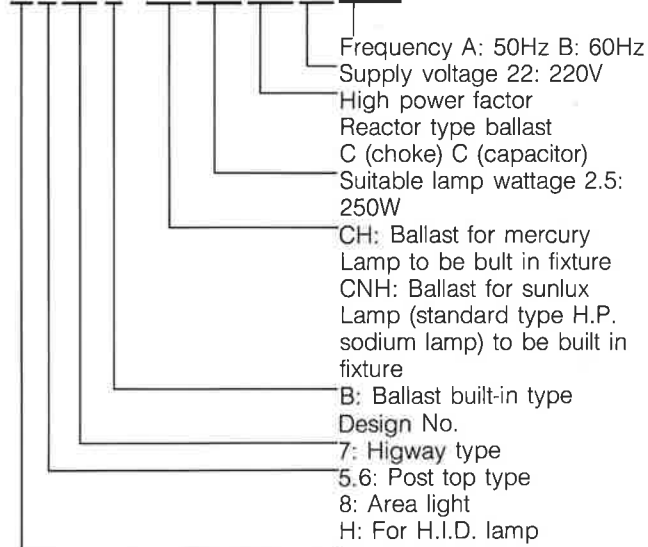 Frequency A: 50Hz B: 60Hz
Supply voltage 22: 220V
High power factor
Reactor type ballast
C (choke) C (capacitor)
Suitable lamp wattage 2.5:
250W
CH: Ballast for mercury
Lamp to be bult in fixture
CNH: Ballast for sunlux
Lamp (standard type H.P.
sodium lamp) to be built in
fixture
B: Ballast built-in type
Design No.
7: Higway type
5.6: Post top type
8: Area light
H: For H.I.D. lamp